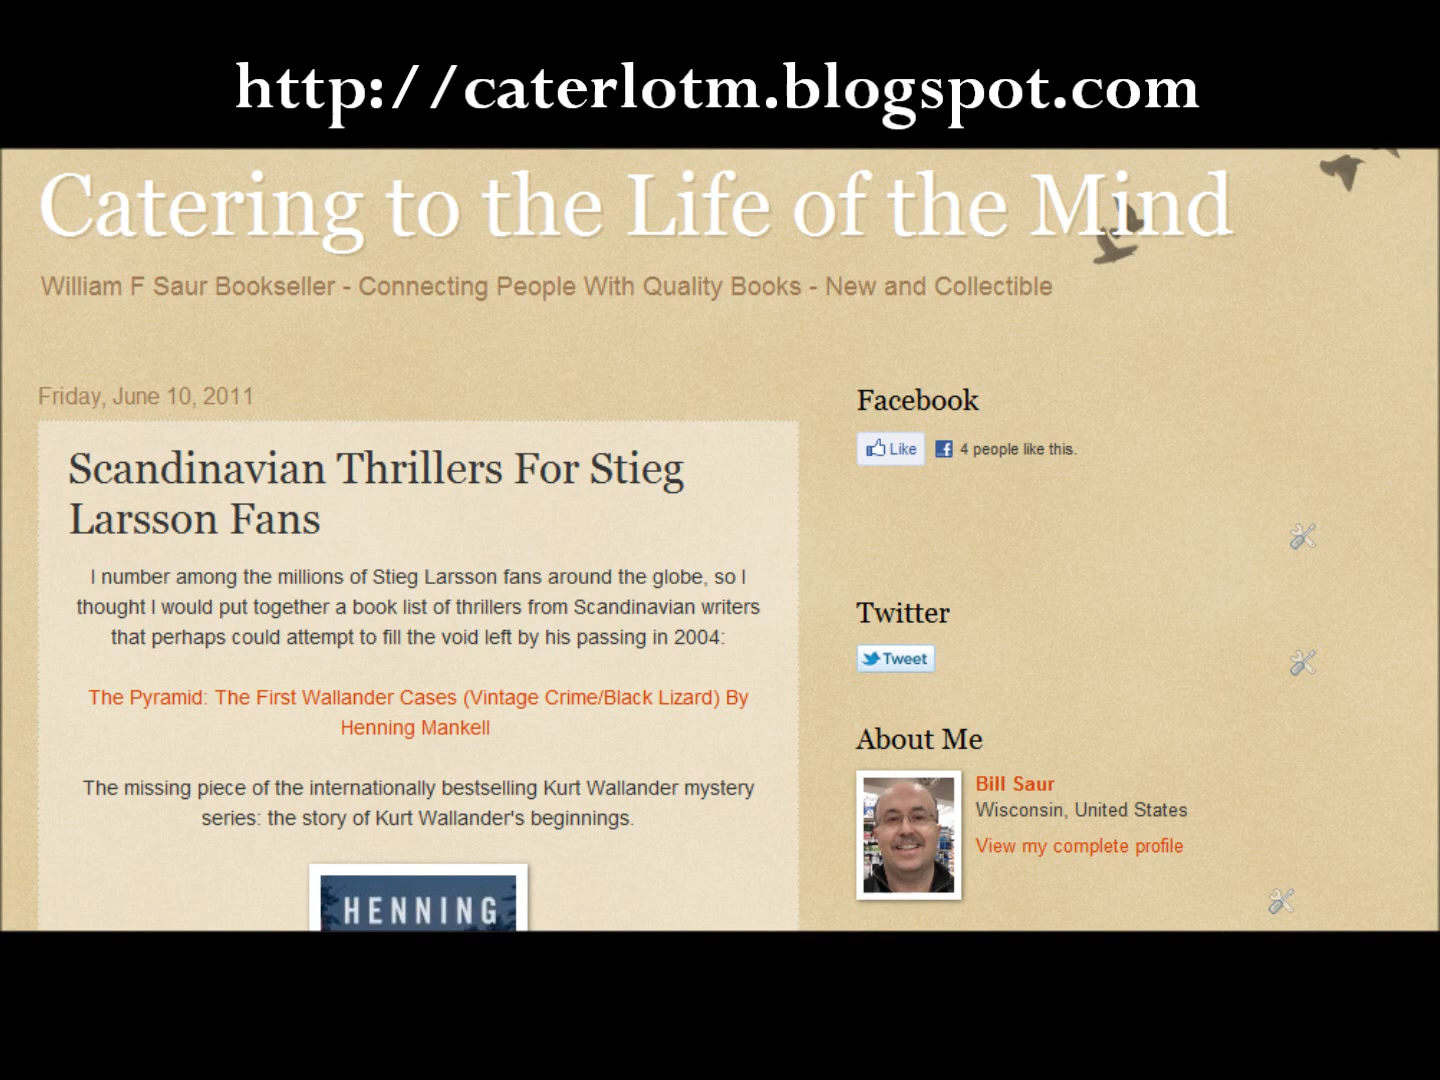 http://caterlotm.blogspot.com
Catering to the Life of the Mind
William F Saur Bookseller - Connecting People With Quality Books - New and Collectible
Friday, June 10, 2011
Scandinavian Thrillers For Stieg
Larsson Fans
I number among the millions of Stieg Larsson fans around the globe, so I
thought I would put together a book list of thrillers from Scandinavian writers
that perhaps could attempt to fill the void left by his passing in 2004:
The Pyramid: The First Wallander Cases (Vintage Crime/Black Lizard) By
Henning Mankell
The missing piece of the internationally bestselling Kurt Wallander mystery
series: the story of Kurt Wallander's beginnings.
HENNING
Facebook
Like
4 people like this.
Twitter
Tweet
About Me
Bill Saur
Wisconsin, United States
View my complete profile